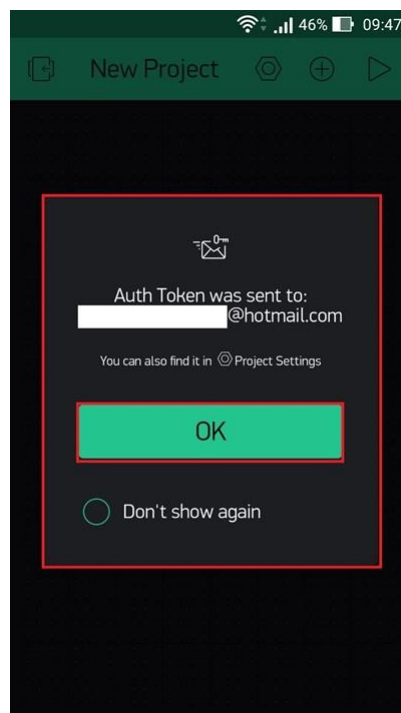 46% 09:47
New Project
Auth Token was sent to:
@hotmail.com
You can also find it in Project Settings
OK
Don't show again